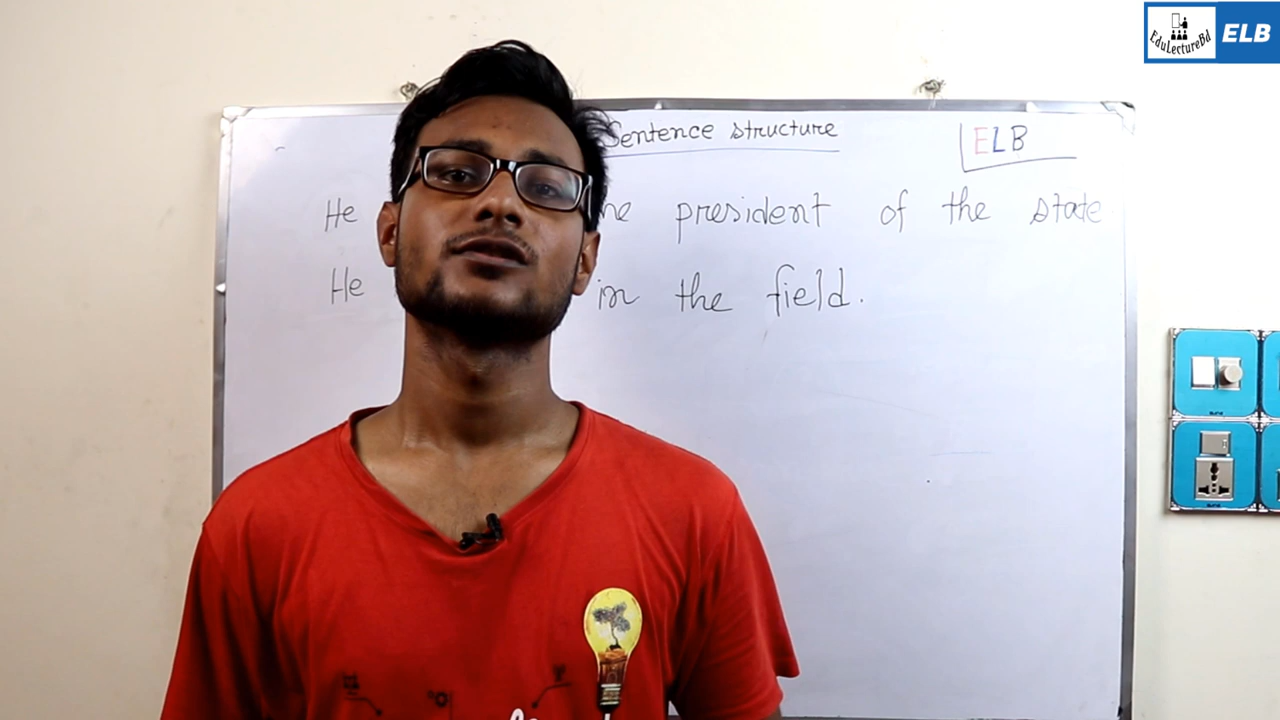 EduLectureBd ELB
Sentence structure
ELB
He president of the state.
He in the field.